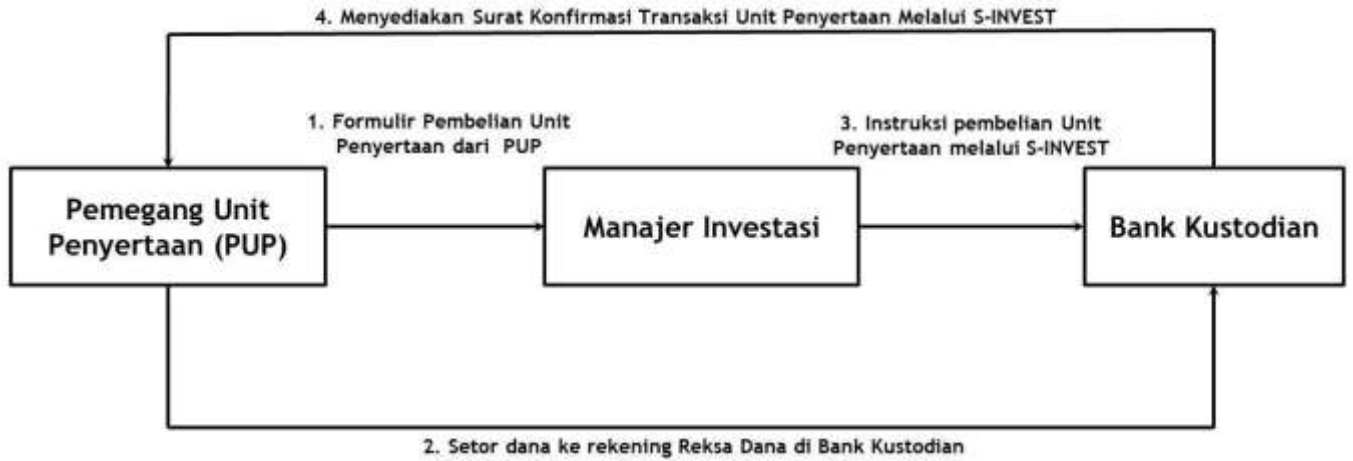 4. Menyediakan Surat Konfirmasi Transaksi Unit Penyertaan Melalui S-INVEST
1. Formulir Pembelian Unit
Penyertaan dari PUP
3. Instruksi pembelian Unit
Penyertaan melalui S-INVEST
Pemegang Unit
Penyertaan (PUP)
Manajer Investasi
Bank Kustodian
2. Setor dana ke rekening Reksa Dana di Bank Kustodian